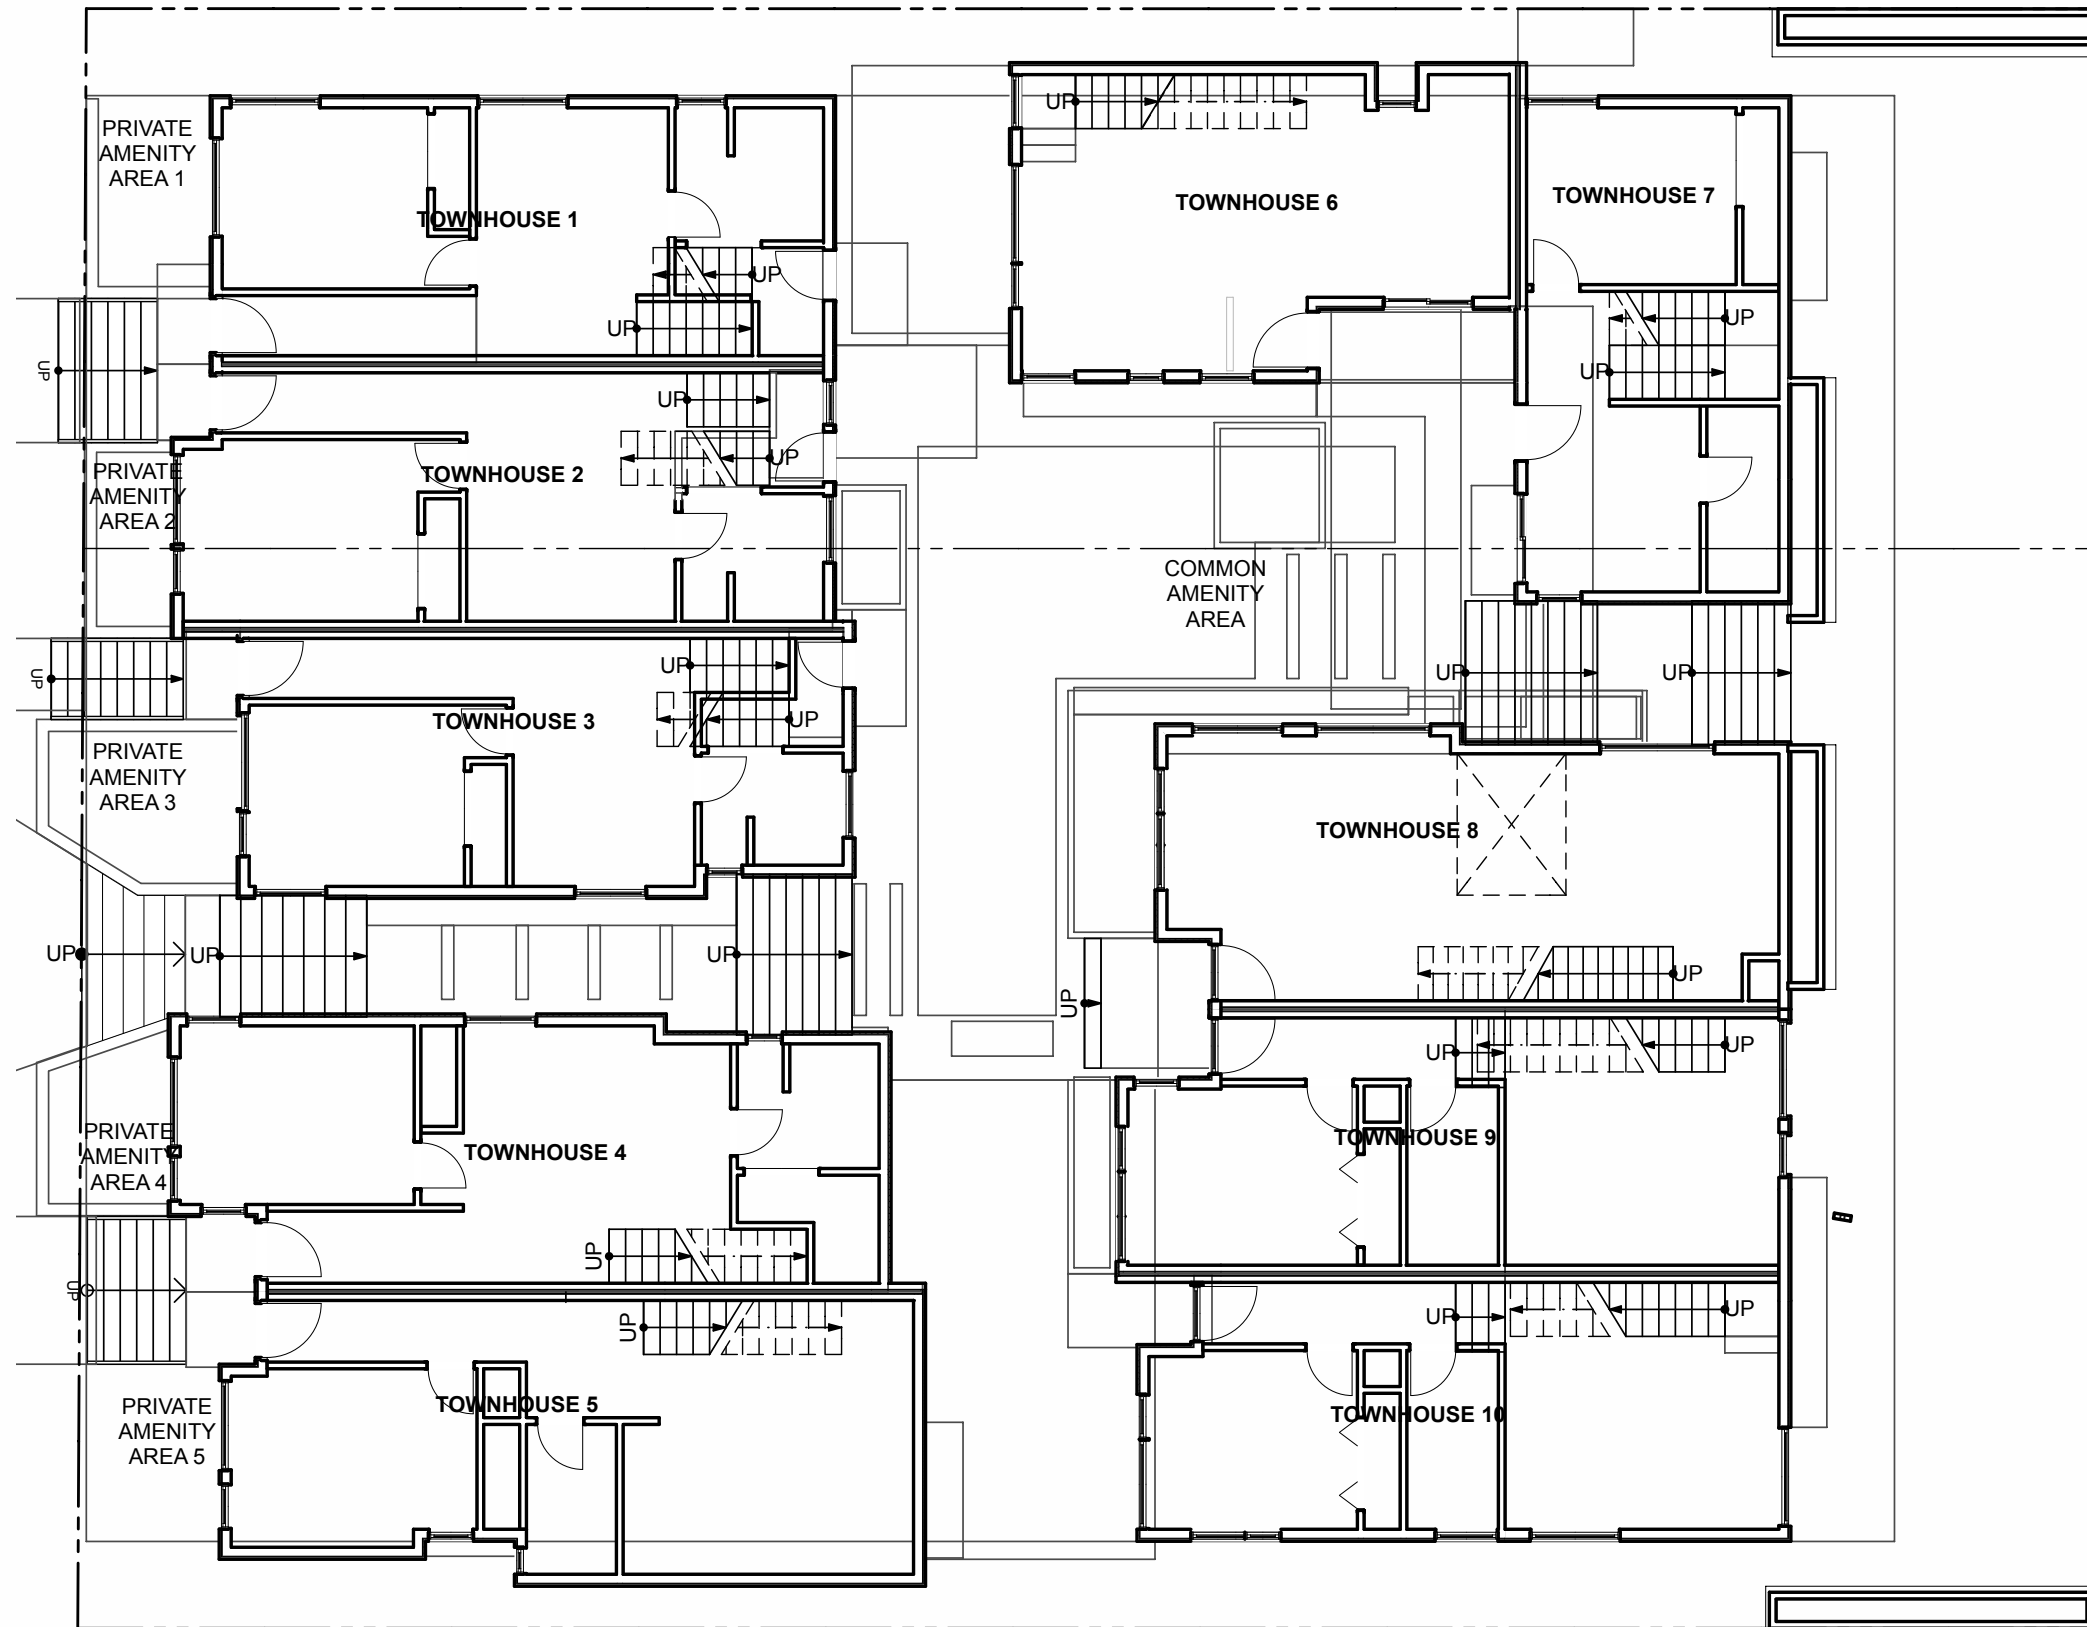 UP
PRIVATE
AMENITY
AREA 1
TOWNHOUSE 6
TOWNHOUSE 7
TOWNHOUSE 1
UP
UP
UP
UP
UP
UP
UP
PRIVATE
AMENITY
AREA 2
TOWNHOUSE 2
UP
COMMON
AMENITY
AREA
UP
UP
UP
UP
TOWNHOUSE 3
UP
PRIVATE
AMENITY
AREA 3
TOWNHOUSE 8
UP
UP
UP
UP
UP
UP
UP
PRIVATE
AMENITY
AREA 4
TOWNHOUSE 4
TOWNHOUSE 9
UP
UP
UP
UP
UP
TOWNHOUSE 5
TOWNHOUSE 10
PRIVATE
AMENITY
AREA 5